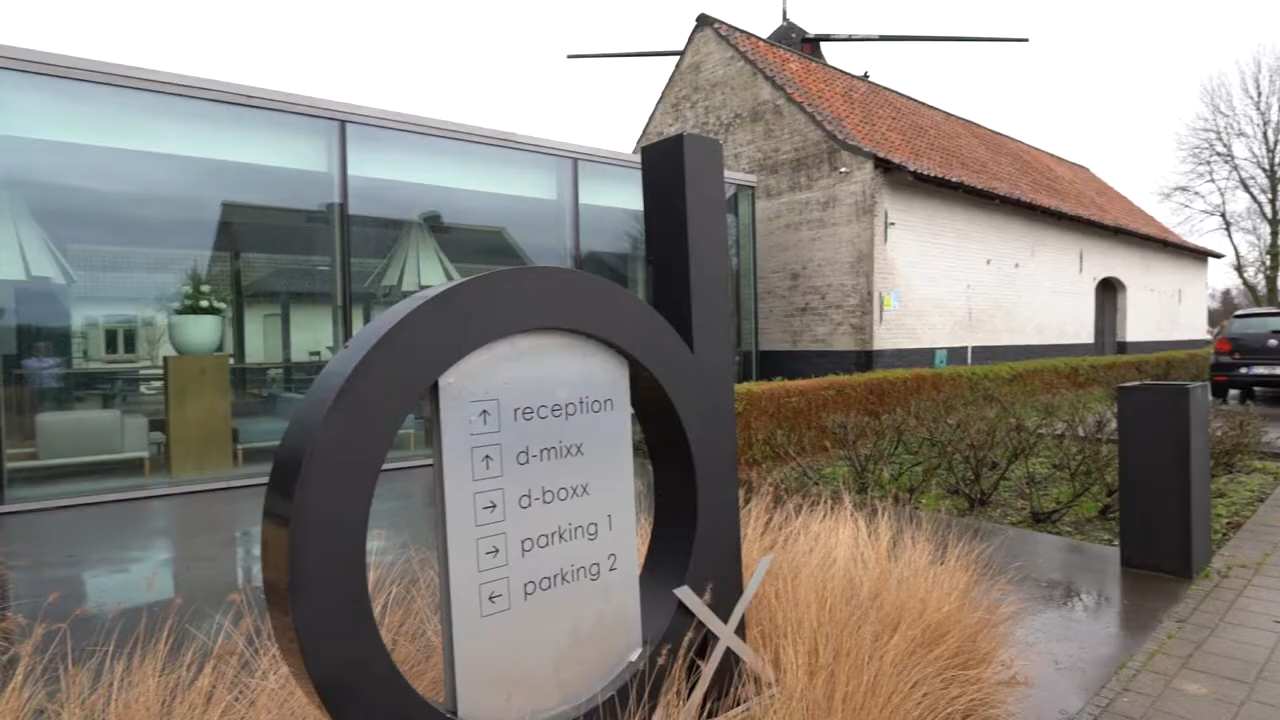 d
↑ reception
↑ d-mixx
→ d-boxx
→ parking 1
← parking 2
x